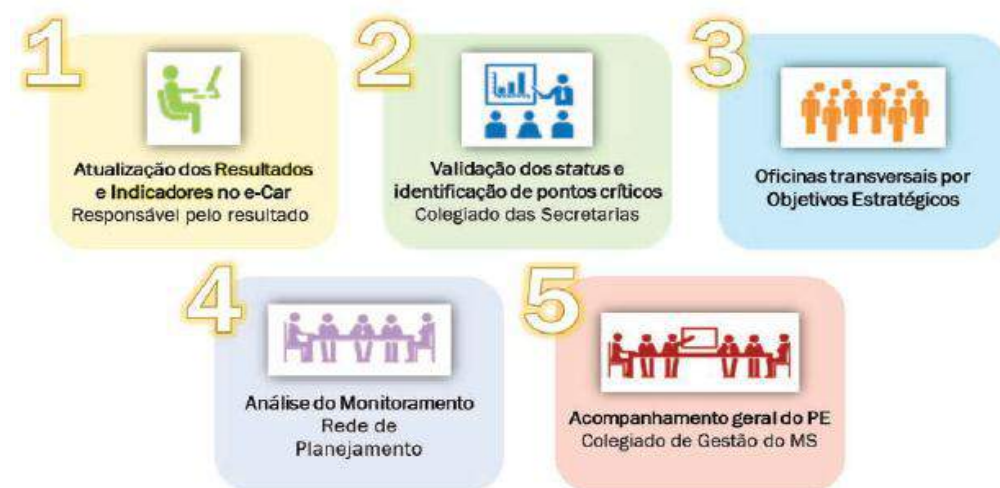 1
Atualização dos Resultados
e Indicadores no e-Car
Responsável pelo resultado
2
Validação dos status e
identificação de pontos críticos
Colegiado das Secretarias
3
Oficinas transversais por
Objetivos Estratégicos
4
Análise do Monitoramento
Rede de
Planejamento
5
Acompanhamento geral do PE
Colegiado de Gestão do MS